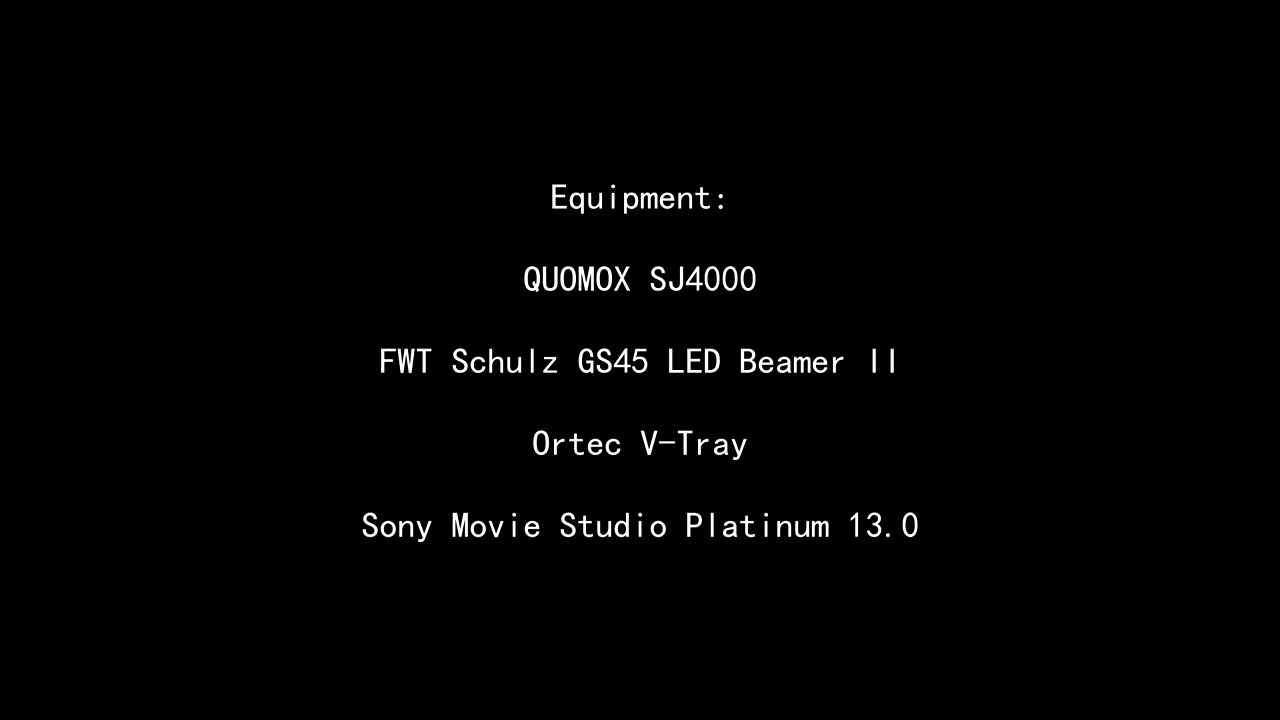 Equipment:
QUOMOX SJ4000
FWT Schulz GS45 LED Beamer II
Ortec V-Tray
Sony Movie Studio Platinum 13.0